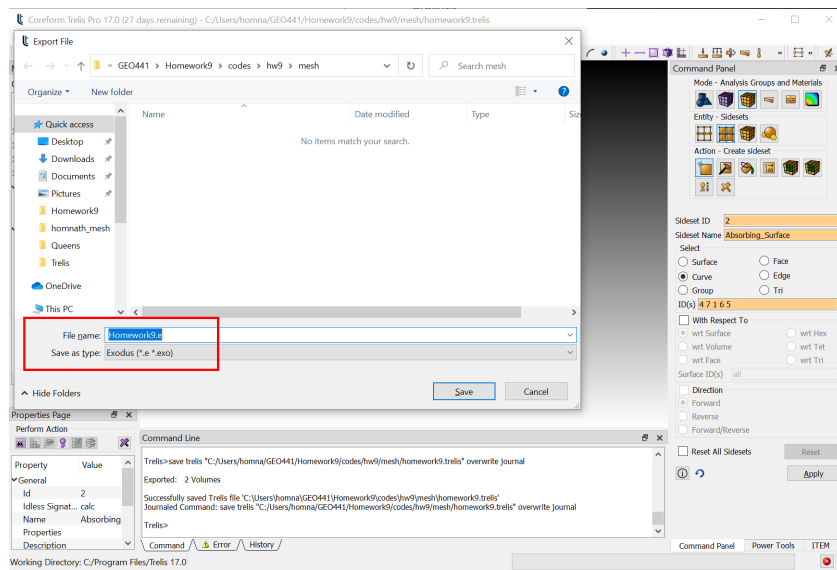 Coreform Trelis Pro 17.0 (27 days remaining) - C:/Users/homna/GEO441/Homework9/codes/hw9/mesh/homework9.trelis
Export File
« GEO441 › Homework9 › codes › hw9 › mesh
Search mesh
Organize
New folder
Name
Date modified
Type
Siz
No items match your search.
Quick access
Desktop
Downloads
Documents
Pictures
Homework9
homnath_mesh
Queens
Trelis
OneDrive
This PC
File name: Homework9.e
Save as type: Exodus (*.e *.exo)
Hide Folders
Save
Cancel
Command Panel
Mode - Analysis Groups and Materials
Entity - Sidesets
Action - Create sideset
Sideset ID 2
Sideset Name Absorbing_Surface
Select
Surface
Face
Curve
Edge
Group
Tri
ID(s) 4 7 1 6 5
With Respect To
wrt Surface
wrt Hex
wrt Volume
wrt Tet
wrt Face
wrt Tri
Surface ID(s) all
Direction
Forward
Reverse
Forward/Reverse
Reset All Sidesets
Reset
Apply
Command Panel
Power Tools
ITEM
Properties Page
Perform Action
Property
Value
General
Id
2
Idless Signat...
calc
Name
Absorbing
Properties
Description
Command Line
Trelis>save trelis "C:/Users/homna/GEO441/Homework9/codes/hw9/mesh/homework9.trelis" overwrite journal
Exported: 2 Volumes
Successfully saved Trelis file 'C:\Users\homna\GEO441\Homework9\codes\hw9\mesh\homework9.trelis'
Journaled Command: save trelis "C:/Users/homna/GEO441/Homework9/codes/hw9/mesh/homework9.trelis" overwrite journal
Trelis>
Command
Error
History
Working Directory: C:/Program Files/Trelis 17.0